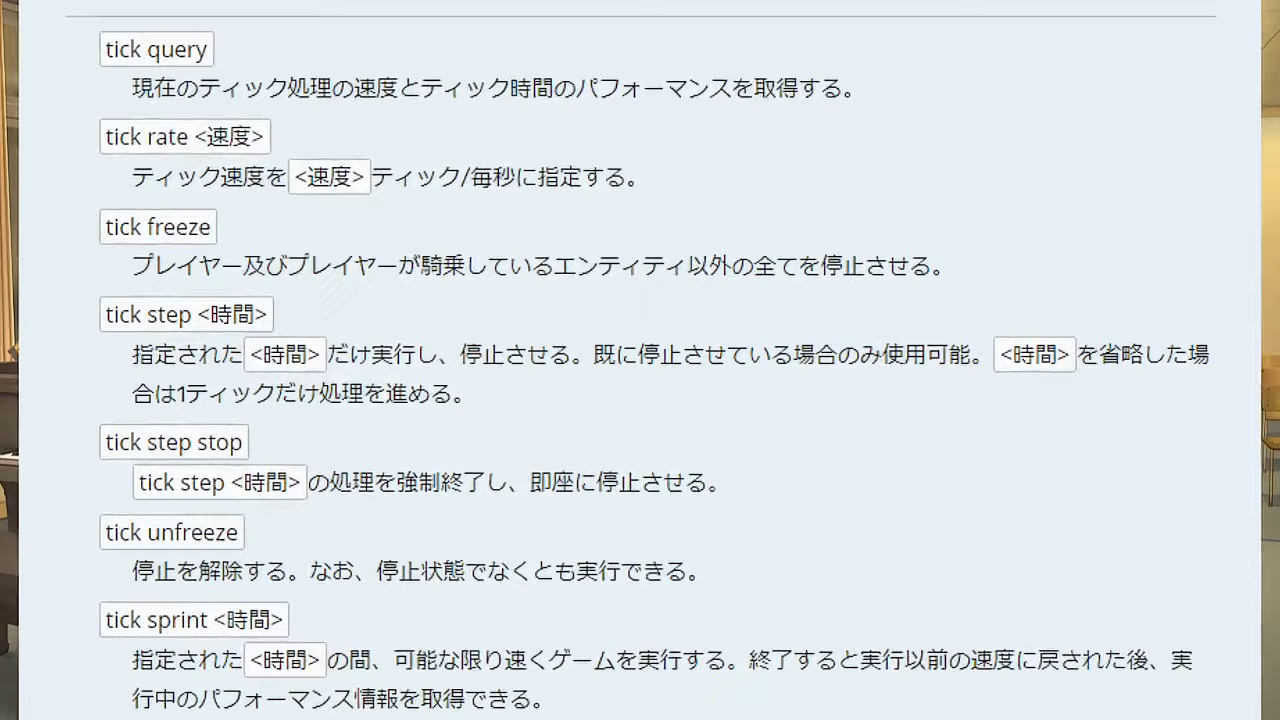 tick query
現在のティック処理の速度とティック時間のパフォーマンスを取得する。
tick rate <速度>
ティック速度を<速度>ティック/毎秒に指定する。
tick freeze
プレイヤー及びプレイヤーが騎乗しているエンティティ以外の全てを停止させる。
tick step <時間>
指定された<時間>だけ実行し、停止させる。既に停止させている場合のみ使用可能。<時間>を省略した場
合は1ティックだけ処理を進める。
tick step stop
tick step <時間>の処理を強制終了し、即座に停止させる。
tick unfreeze
停止を解除する。なお、停止状態でなくとも実行できる。
tick sprint <時間>
指定された<時間>の間、可能な限り速くゲームを実行する。終了すると実行以前の速度に戻された後、実
行中のパフォーマンス情報を取得できる。